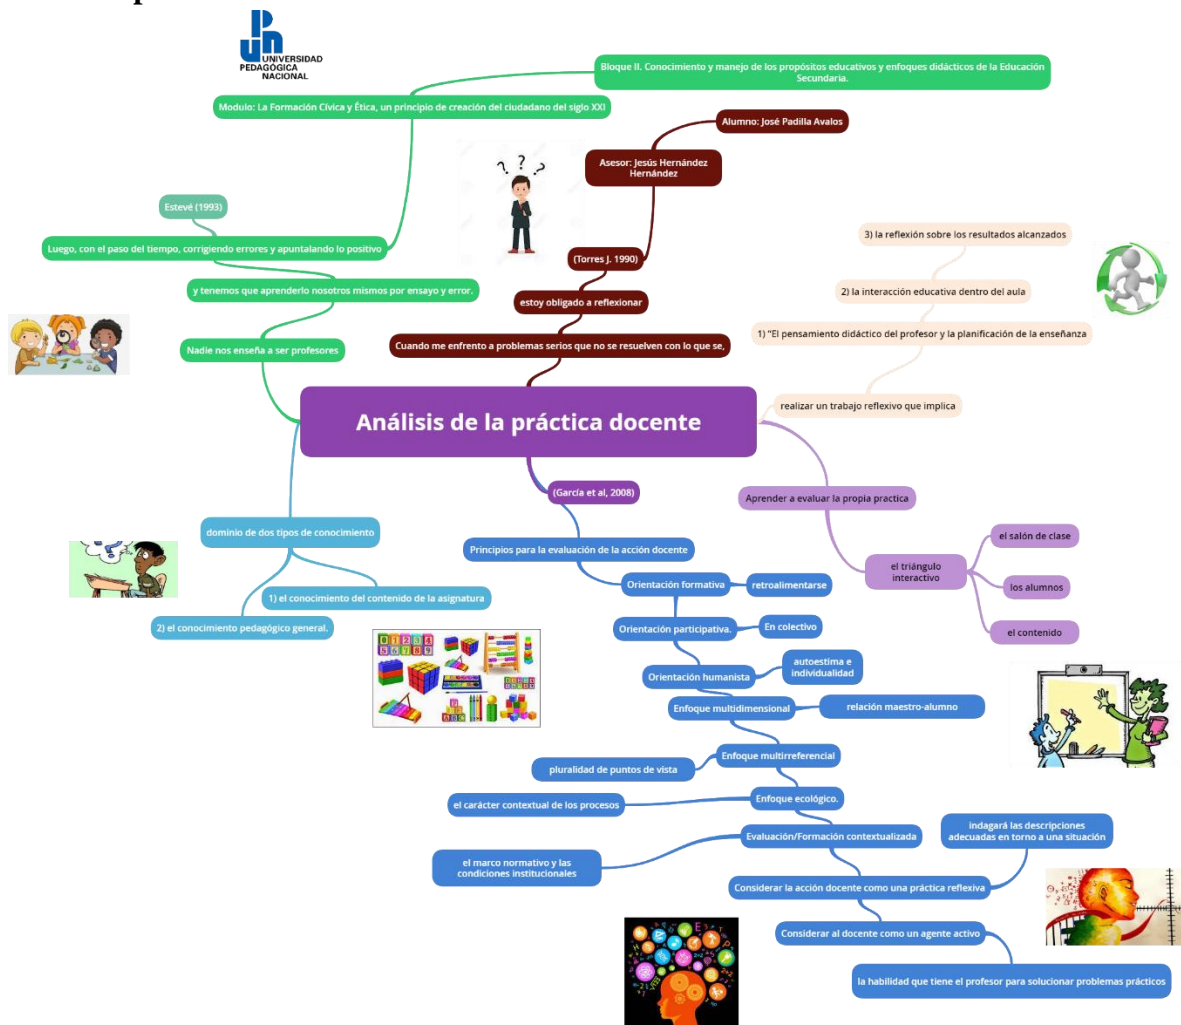 UNIVERSIDAD
PEDAGÓGICA
NACIONAL
Bloque II. Conocimiento y manejo de los propósitos educativos y enfoques didácticos de la Educación
Secundaria.
Modulo: La Formación Cívica y Ética, un principio de creación del ciudadano del siglo XXI
Alumno: José Padilla Avalos
Asesor: Jesús Hernández
Hernández
Estevé (1993)
Luego, con el paso del tiempo, corrigiendo errores y apuntalando lo positivo
y tenemos que aprenderlo nosotros mismos por ensayo y error.
Nadie nos enseña a ser profesores
(Torres J. 1990)
estoy obligado a reflexionar
Cuando me enfrento a problemas serios que no se resuelven con lo que se,
3) la reflexión sobre los resultados alcanzados
2) la interacción educativa dentro del aula
1) "El pensamiento didáctico del profesor y la planificación de la enseñanza
realizar un trabajo reflexivo que implica
Análisis de la práctica docente
(García et al, 2008)
Aprender a evaluar la propia practica
el triángulo
interactivo
el salón de clase
los alumnos
el contenido
dominio de dos tipos de conocimiento
1) el conocimiento del contenido de la asignatura
2) el conocimiento pedagógico general.
Principios para la evaluación de la acción docente
Orientación formativa
retroalimentarse
Orientación participativa.
En colectivo
Orientación humanista
autoestima e
individualidad
Enfoque multidimensional
relación maestro-alumno
Enfoque multirreferencial
pluralidad de puntos de vista
Enfoque ecológico.
el carácter contextual de los procesos
Evaluación/Formación contextualizada
el marco normativo y las
condiciones institucionales
Considerar la acción docente como una práctica reflexiva
indagará las descripciones
adecuadas en torno a una situación
Considerar al docente como un agente activo
la habilidad que tiene el profesor para solucionar problemas prácticos